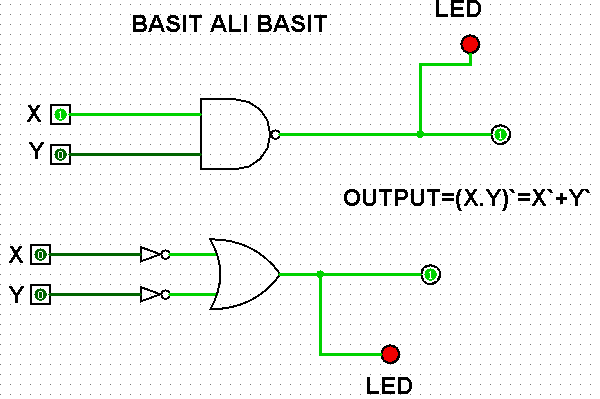 LED
BASIT ALI BASIT
X 1
Y 0
1
OUTPUT=(X.Y)`=X`+Y`
X 0
Y 0
1
LED